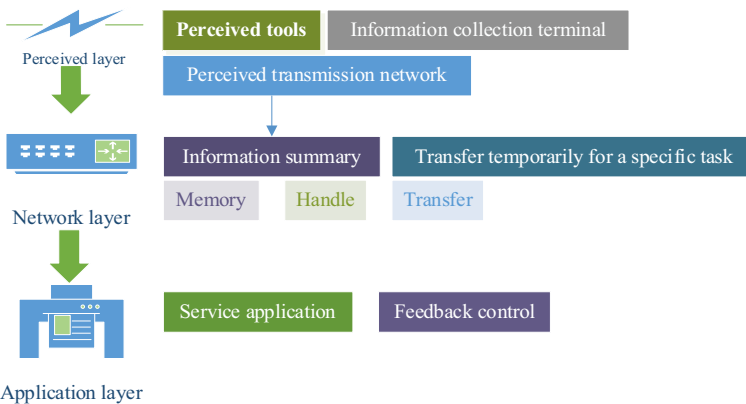 Perceived tools
Information collection terminal
Perceived layer
Perceived transmission network
Information summary
Transfer temporarily for a specific task
Memory
Handle
Transfer
Network layer
Service application
Feedback control
Application layer